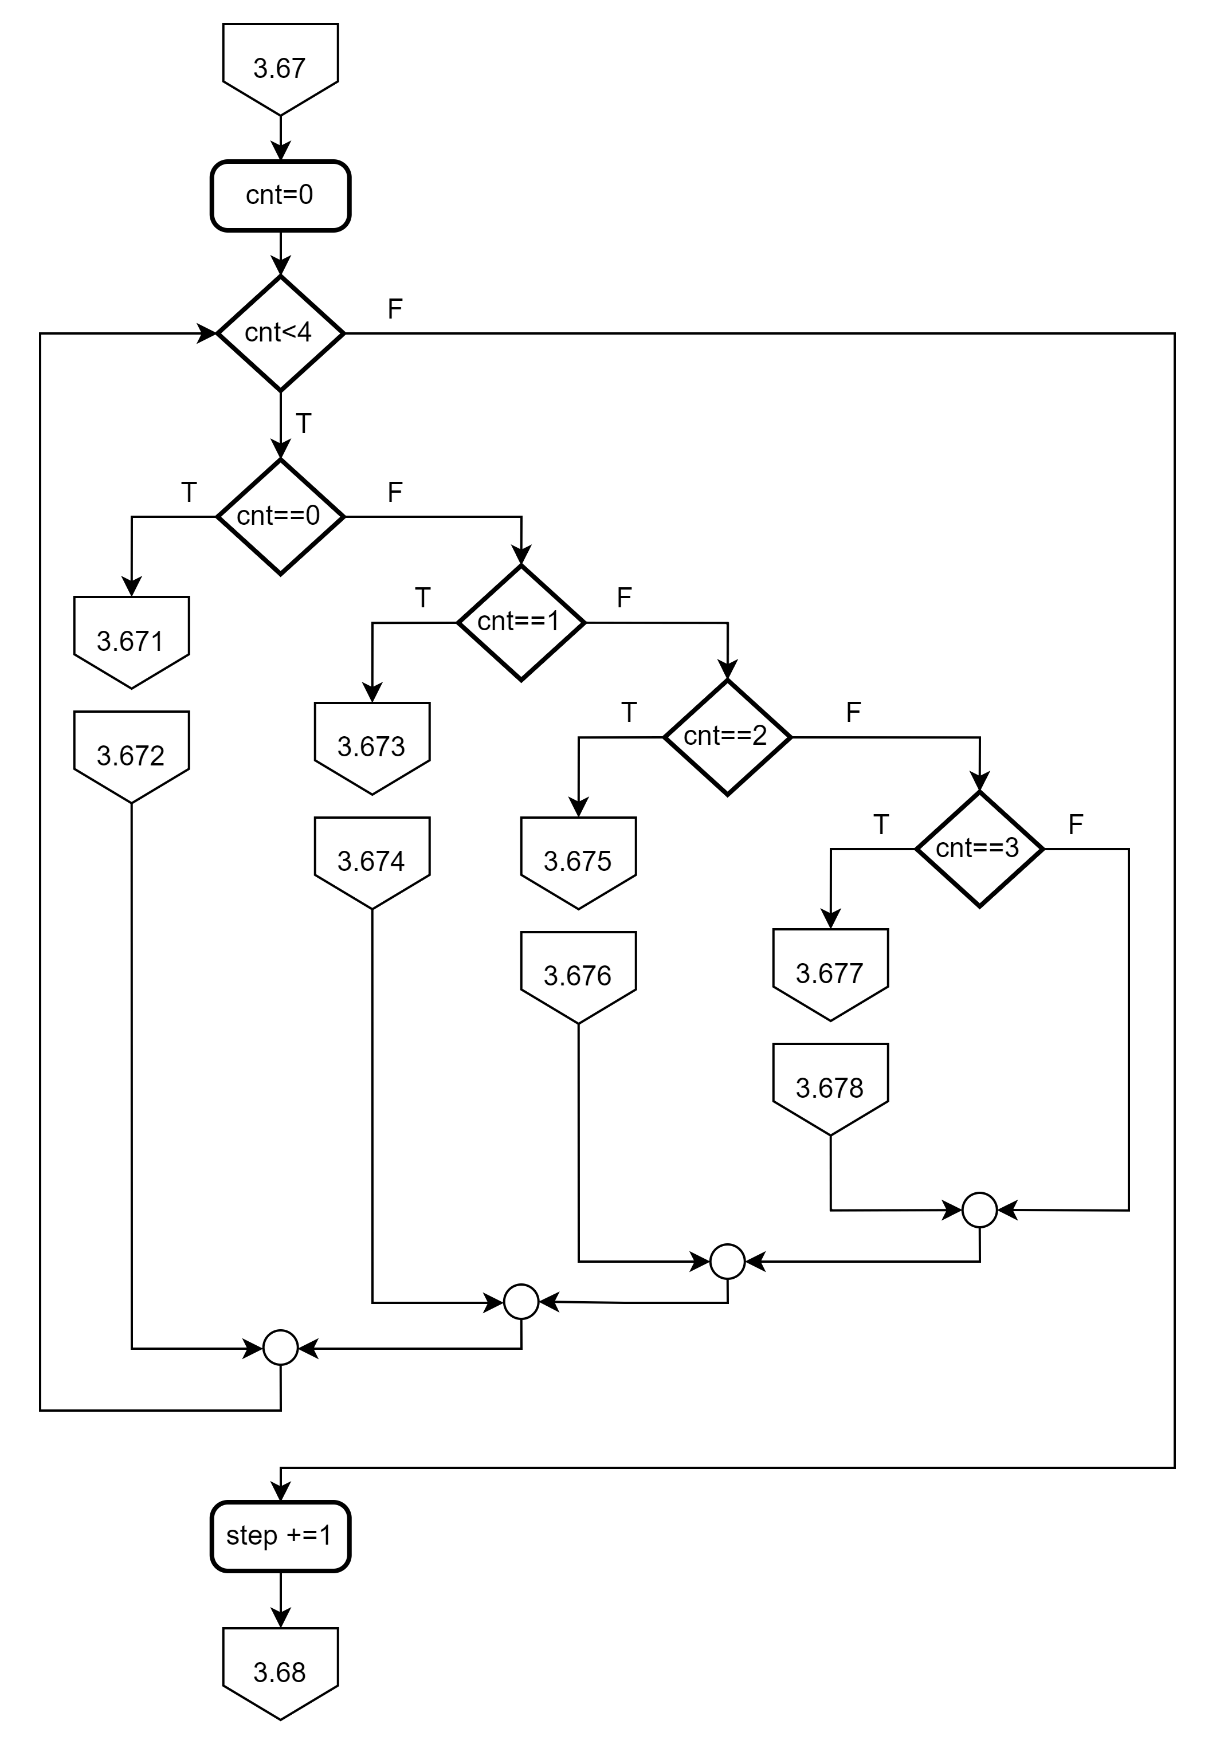 3.67
cnt=0
F
cnt<4
T
T
F
cnt==0
T
F
cnt==1
3.671
T
F
cnt==2
3.673
3.672
T
F
cnt==3
3.675
3.674
3.677
3.676
3.678
step +=1
3.68